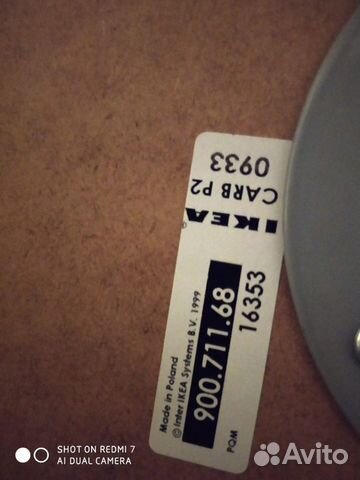 0933
CARB P2
IKEA
®
900.711.68
16353
Made in Poland
© Inter IKEA Systems B.V. 1999
PQM
SHOT ON REDMI 7
AI DUAL CAMERA
Avito